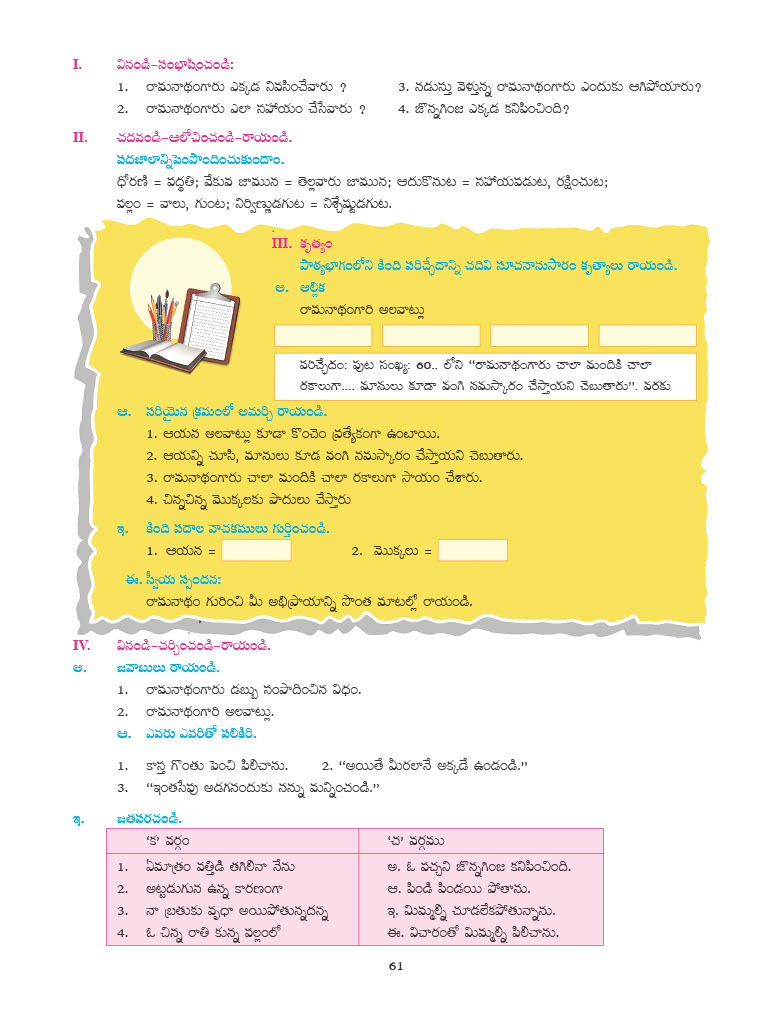 I. వినండి-సంభాషించండి:
1. రామనాథంగారు ఎక్కడ నివసించేవారు ? 3. నడుస్తు వెళ్తున్న రామనాథంగారు ఎందుకు ఆగిపోయారు?
2. రామనాథంగారు ఎలా సహాయం చేసేవారు ? 4. జొన్నగింజ ఎక్కడ కనిపించింది?
II. చదవండి-ఆలోచించండి-రాయండి.
పదజాలాన్నిపెంపొందించుకుందాం.
ధోరణి = పద్ధతి; వేకువ జామున = తెల్లవారు జామున; ఆదుకొనుట = సహాయపడుట, రక్షించుట;
పల్లం = వాలు, గుంట; నిర్విణ్ణుడగుట = నిశ్చేష్టుడగుట.
III. కృత్యం
పాఠ్యభాగంలోని కింది పరిచ్ఛేదాన్ని చదివి సూచనానుసారం కృత్యాలు రాయండి.
అ. అల్లిక
రామనాథంగారి అలవాట్లు
పరిచ్ఛేదం: పుట సంఖ్య: 60.. లోని “రామనాథంగారు చాలా మందికి చాలా
రకాలుగా.... మానులు కూడా వంగి నమస్కారం చేస్తాయని చెబుతారు”. వరకు
ఆ. సరియైన క్రమంలో అమర్చి రాయండి.
1. ఆయన అలవాట్లు కూడా కొంచెం ప్రత్యేకంగా ఉంటాయి.
2. ఆయన్ని చూసి, మానులు కూడ వంగి నమస్కారం చేస్తాయని చెబుతారు.
3. రామనాథంగారు చాలా మందికి చాలా రకాలుగా సాయం చేశారు.
4. చిన్నచిన్న మొక్కలకు పాదులు చేస్తారు
ఇ. కింది పదాల వాచకములు గుర్తించండి.
1. ఆయన = 2. మొక్కలు =
ఈ. స్వీయ స్పందన:
రామనాథం గురించి మీ అభిప్రాయాన్ని సొంత మాటల్లో రాయండి.
IV. వినండి-చర్చించండి-రాయండి.
అ. జవాబులు రాయండి.
1. రామనాథంగారు డబ్బు సంపాదించిన విధం.
2. రామనాథంగారి అలవాట్లు.
ఆ. ఎవరు ఎవరితో పలికిరి.
1. కాస్త గొంతు పెంచి పిలిచాను. 2. “అయితే మీరలానే అక్కడే ఉండండి.”
3. “ఇంతసేపు అడగనందుకు నన్ను మన్నించండి.”
ఇ. జతపరచండి.
‘క’ వర్గం ‘చ’ వర్గము
1. ఏమాత్రం వత్తిడి తగిలినా నేను అ. ఓ పచ్చని జొన్నగింజ కనిపించింది.
2. అట్టడుగున ఉన్న కారణంగా ఆ. పిండి పిండయి పోతాను.
3. నా బ్రతుకు వృధా అయిపోతున్నదన్న ఇ. మిమ్మల్ని చూడలేకపోతున్నాను.
4. ఓ చిన్న రాతి కున్న పల్లంలో ఈ. విచారంతో మిమ్మల్ని పిలిచాను.
61